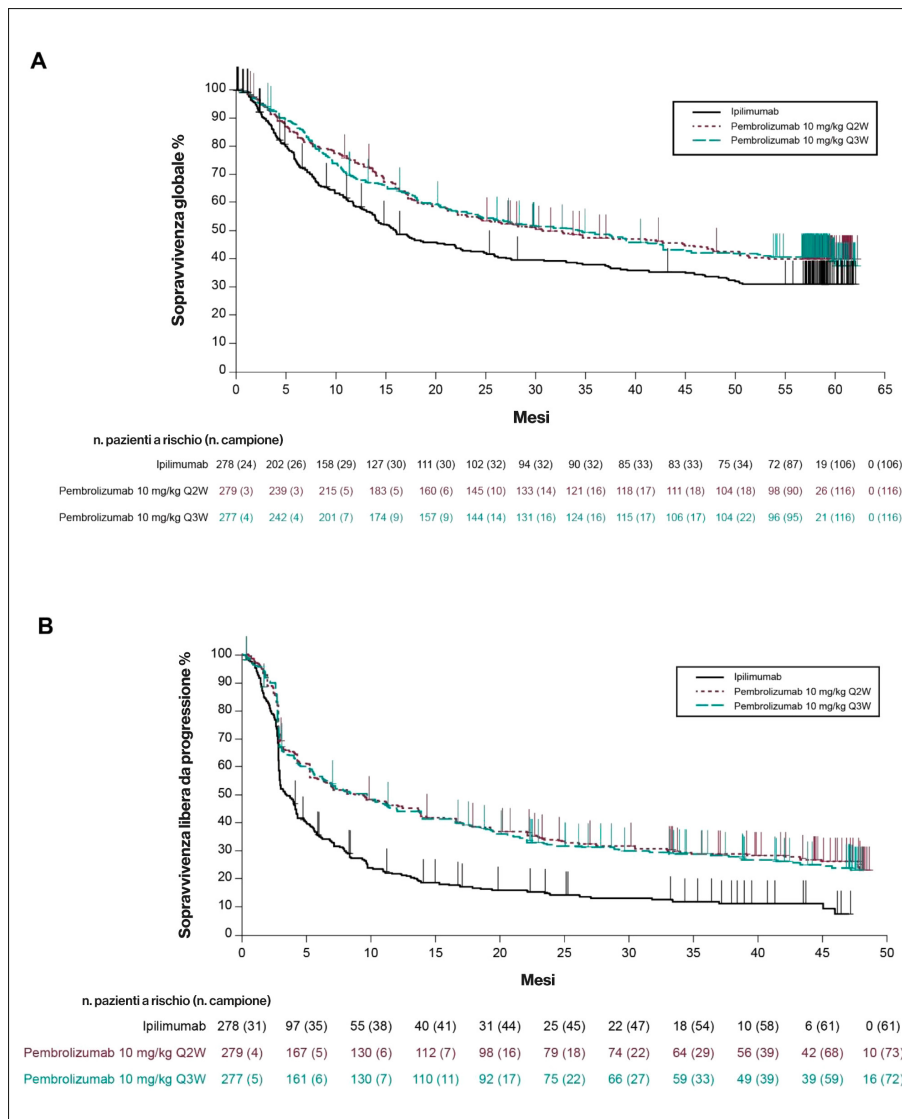 A
Sopravvivenza globale %
100
90
80
70
60
50
40
30
20
10
0
0 5 10 15 20 25 30 35 40 45 50 55 60 65
Mesi
Ipilimumab
Pembrolizumab 10 mg/kg Q2W
Pembrolizumab 10 mg/kg Q3W
n. pazienti a rischio (n. campione)
Ipilimumab 278 (24) 202 (26) 158 (29) 127 (30) 111 (30) 102 (32) 94 (32) 90 (32) 85 (33) 83 (33) 75 (34) 72 (87) 19 (106) 0 (106)
Pembrolizumab 10 mg/kg Q2W 279 (3) 239 (3) 215 (5) 183 (5) 160 (6) 145 (10) 133 (14) 121 (16) 118 (17) 111 (18) 104 (18) 98 (90) 26 (116) 0 (116)
Pembrolizumab 10 mg/kg Q3W 277 (4) 242 (4) 201 (7) 174 (9) 157 (9) 144 (14) 131 (16) 124 (16) 115 (17) 106 (17) 104 (22) 96 (95) 21 (116) 0 (116)
B
Sopravvivenza libera da progressione %
100
90
80
70
60
50
40
30
20
10
0
0 5 10 15 20 25 30 35 40 45 50
Mesi
Ipilimumab
Pembrolizumab 10 mg/kg Q2W
Pembrolizumab 10 mg/kg Q3W
n. pazienti a rischio (n. campione)
Ipilimumab 278 (31) 97 (35) 55 (38) 40 (41) 31 (44) 25 (45) 22 (47) 18 (54) 10 (58) 6 (61) 0 (61)
Pembrolizumab 10 mg/kg Q2W 279 (4) 167 (5) 130 (6) 112 (7) 98 (16) 79 (18) 74 (22) 64 (29) 56 (39) 42 (68) 10 (73)
Pembrolizumab 10 mg/kg Q3W 277 (5) 161 (6) 130 (7) 110 (11) 92 (17) 75 (22) 66 (27) 59 (33) 49 (39) 39 (59) 16 (72)